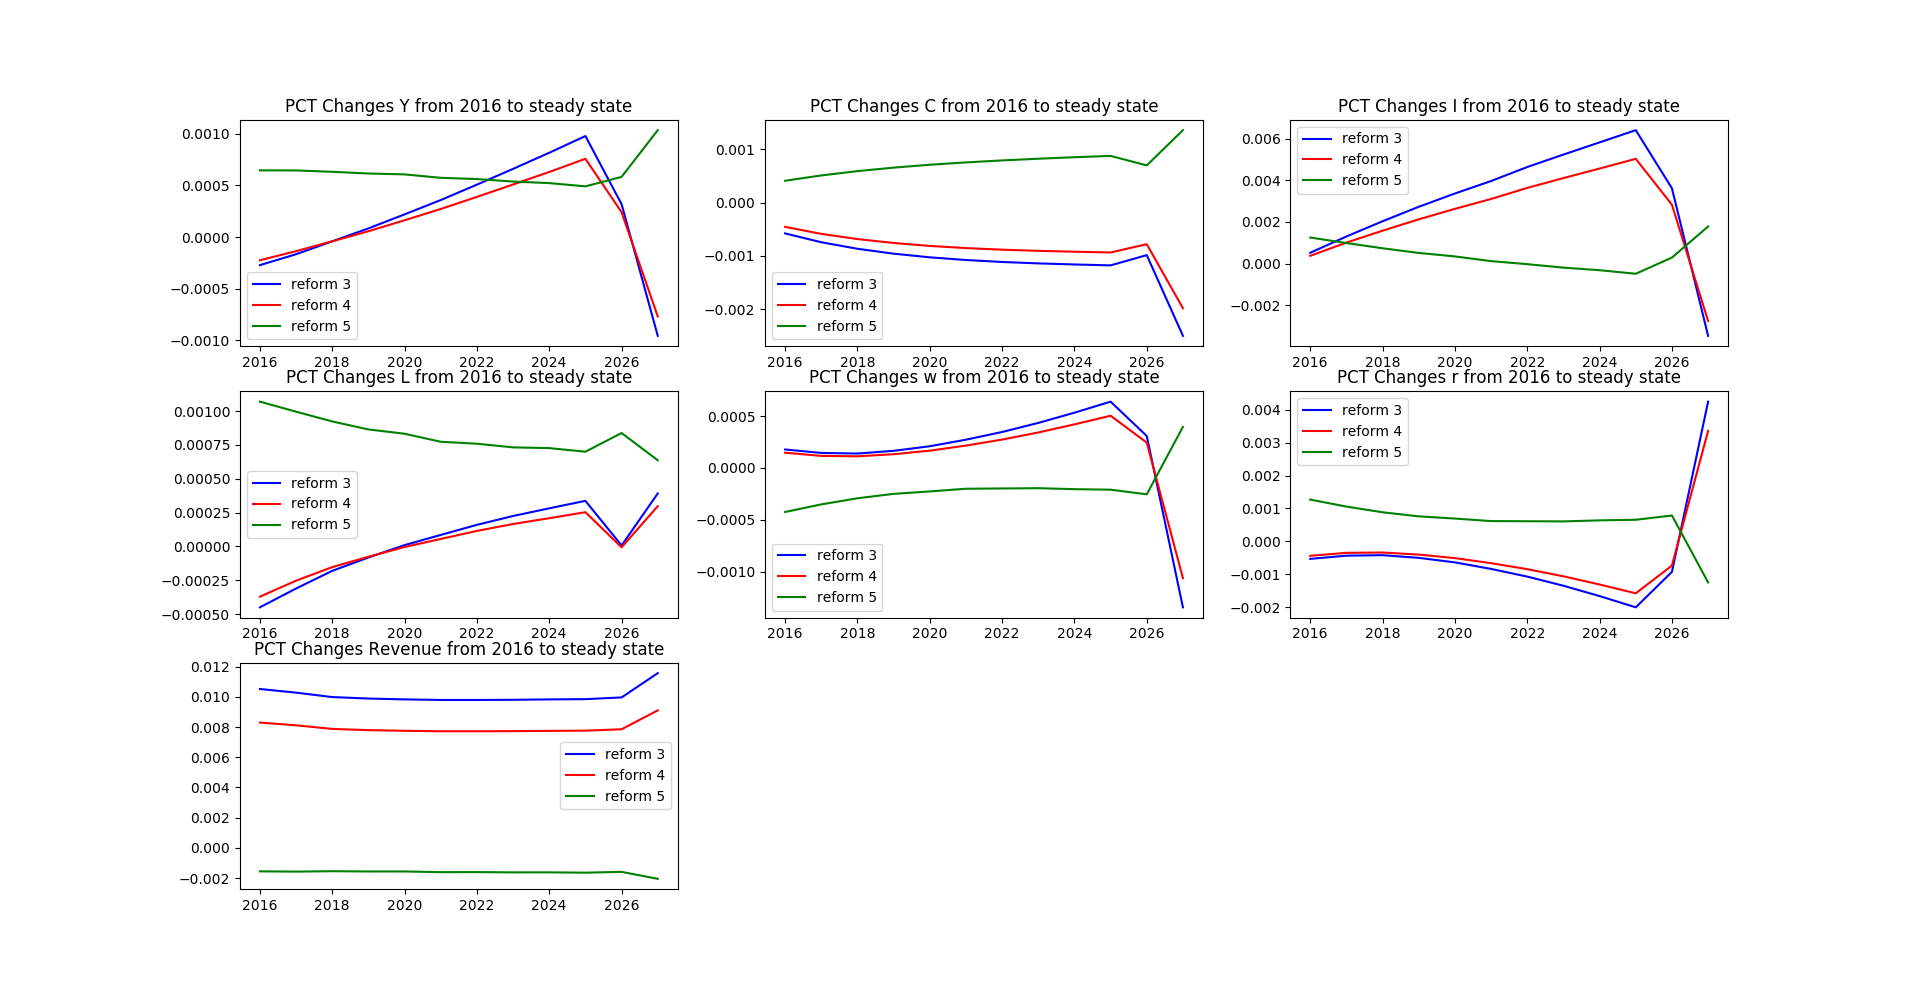 PCT Changes Y from 2016 to steady state
0.0010
0.0005
0.0000
−0.0005
−0.0010
reform 3
reform 4
reform 5
2016 2018 2020 2022 2024 2026
PCT Changes C from 2016 to steady state
0.001
0.000
−0.001
−0.002
reform 3
reform 4
reform 5
2016 2018 2020 2022 2024 2026
PCT Changes I from 2016 to steady state
0.006
0.004
0.002
0.000
−0.002
reform 3
reform 4
reform 5
2016 2018 2020 2022 2024 2026
PCT Changes L from 2016 to steady state
0.00100
0.00075
0.00050
0.00025
0.00000
−0.00025
−0.00050
reform 3
reform 4
reform 5
2016 2018 2020 2022 2024 2026
PCT Changes w from 2016 to steady state
0.0005
0.0000
−0.0005
−0.0010
reform 3
reform 4
reform 5
2016 2018 2020 2022 2024 2026
PCT Changes r from 2016 to steady state
0.004
0.003
0.002
0.001
0.000
−0.001
−0.002
reform 3
reform 4
reform 5
2016 2018 2020 2022 2024 2026
PCT Changes Revenue from 2016 to steady state
0.012
0.010
0.008
0.006
0.004
0.002
0.000
−0.002
reform 3
reform 4
reform 5
2016 2018 2020 2022 2024 2026